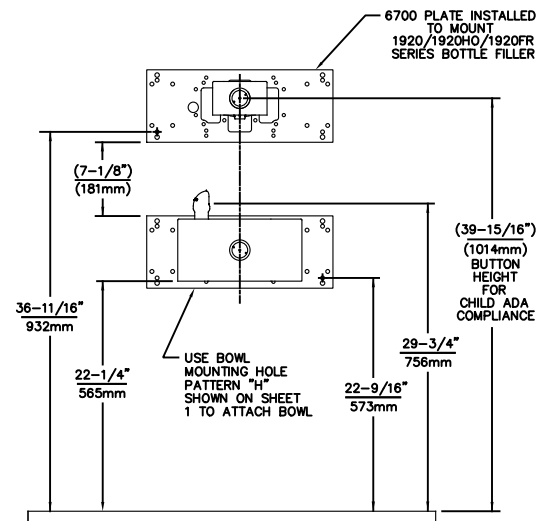 6700 PLATE INSTALLED
TO MOUNT
1920/1920HO/1920FR
SERIES BOTTLE FILLER
(7-1/8")
(181mm)
(39-15/16")
(1014mm)
BUTTON
HEIGHT
FOR
CHILD ADA
COMPLIANCE
36-11/16"
932mm
29-3/4"
756mm
22-1/4"
565mm
USE BOWL
MOUNTING HOLE
PATTERN "H"
SHOWN ON SHEET
1 TO ATTACH BOWL
22-9/16"
573mm